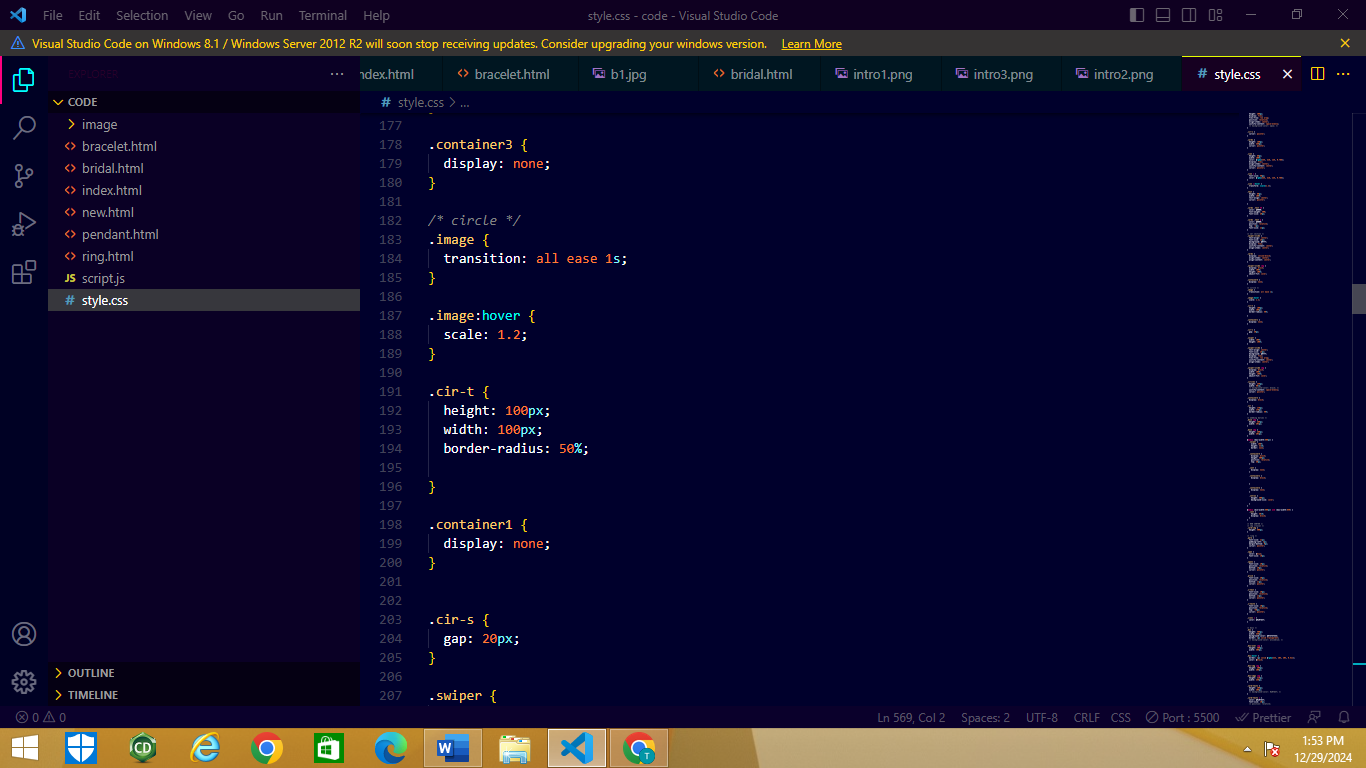 File Edit Selection View Go Run Terminal Help style.css - code - Visual Studio Code
Visual Studio Code on Windows 8.1 / Windows Server 2012 R2 will soon stop receiving updates. Consider upgrading your windows version. Learn More
EXPLORER ...
ndex.html <> bracelet.html b1.jpg <> bridal.html intro1.png intro3.png intro2.png # style.css
CODE
# style.css > ...
image
<> bracelet.html
<> bridal.html
<> index.html
<> new.html
<> pendant.html
<> ring.html
JS script.js
# style.css
177
178 .container3 {
179 display: none;
180 }
181
182 /* circle */
183 .image {
184 transition: all ease 1s;
185 }
186
187 .image:hover {
188 scale: 1.2;
189 }
190
191 .cir-t {
192 height: 100px;
193 width: 100px;
194 border-radius: 50%;
195
196 }
197
198 .container1 {
199 display: none;
200 }
201
202
203 .cir-s {
204 gap: 20px;
205 }
206
207 .swiper {
OUTLINE
TIMELINE
0 0 Ln 569, Col 2 Spaces: 2 UTF-8 CRLF CSS Port : 5500 Prettier
CD W T
1:53 PM
12/29/2024